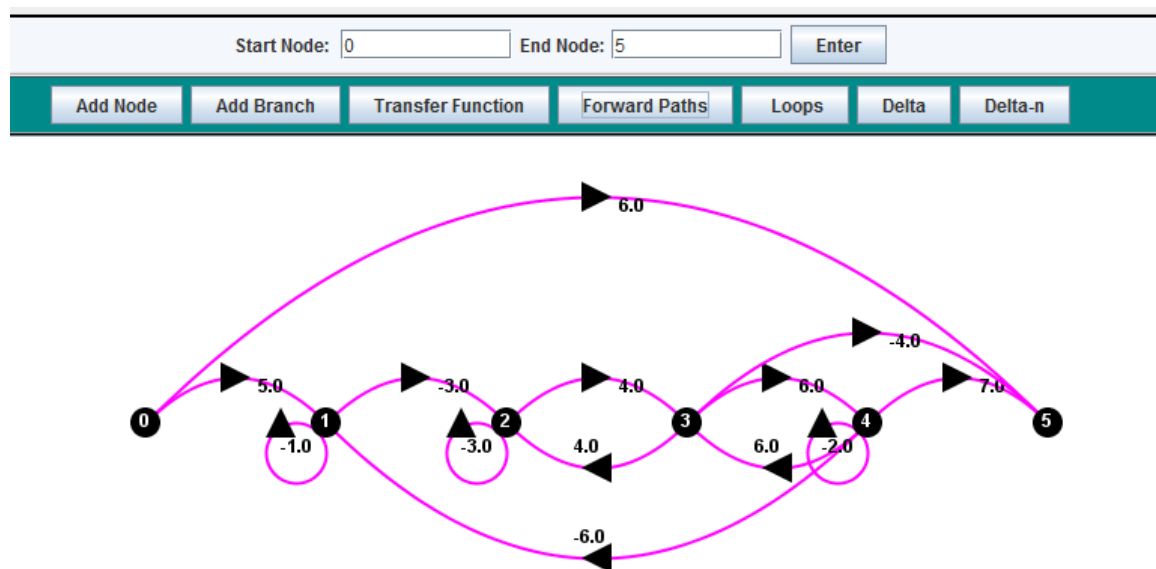 Start Node: 0 End Node: 5 Enter
Add Node Add Branch Transfer Function Forward Paths Loops Delta Delta-n
6.0
-4.0
5.0 -3.0 4.0 6.0 7.0
0 1 2 3 4 5
-1.0 -3.0 4.0 6.0 -2.0
-6.0